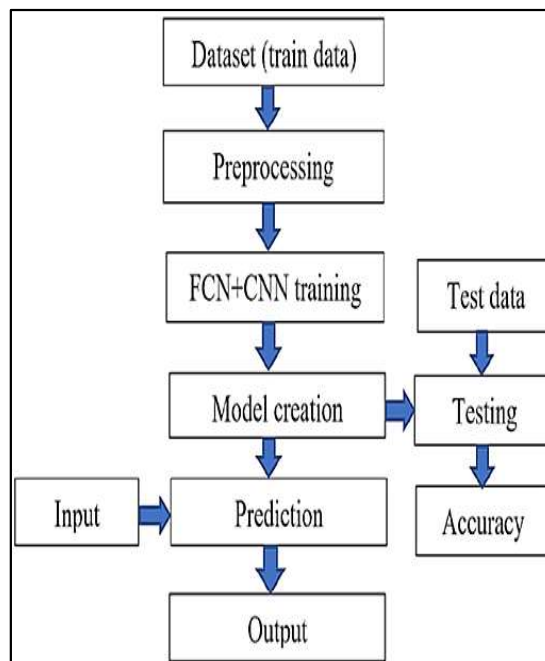 Dataset (train data)
Preprocessing
FCN+CNN training
Test data
Model creation
Testing
Input
Prediction
Accuracy
Output